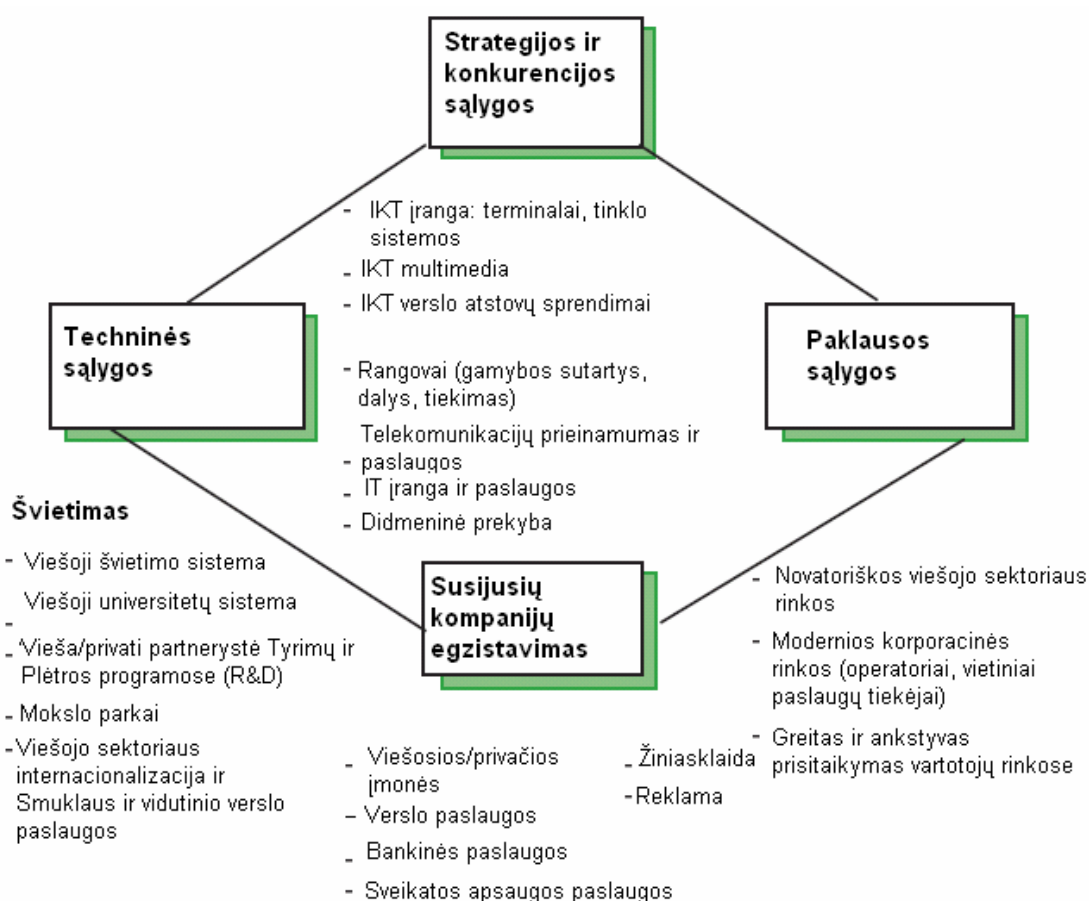 Strategijos ir
konkurencijos
sąlygos
- IKT įranga: terminalai, tinklo
sistemos
- IKT multimedia
- IKT verslo atstovų sprendimai
Techninės
sąlygos
Paklausos
sąlygos
- Rangovai (gamybos sutartys,
dalys, tiekimas)
Telekomunikacijų prieinamumas ir
- paslaugos
- IT įranga ir paslaugos
- Didmeninė prekyba
Švietimas
- Viešoji švietimo sistema
Viešoji universitetų sistema
-
- Vieša/privati partnerystė Tyrimų ir
Plėtros programose (R&D)
- Mokslo parkai
- Viešojo sektoriaus
internacionalizacija ir
Smuklaus ir vidutinio verslo
paslaugos
Susijusių
kompanijų
egzistavimas
- Viešosios/privačios
įmonės
- Verslo paslaugos
- Bankinės paslaugos
- Sveikatos apsaugos paslaugos
- Žiniasklaida
- Reklama
- Novatoriškos viešojo sektoriaus
rinkos
- Modernios korporacinės
rinkos (operatoriai, vietiniai
paslaugų tiekėjai)
- Greitas ir ankstyvas
prisitaikymas vartotojų rinkose